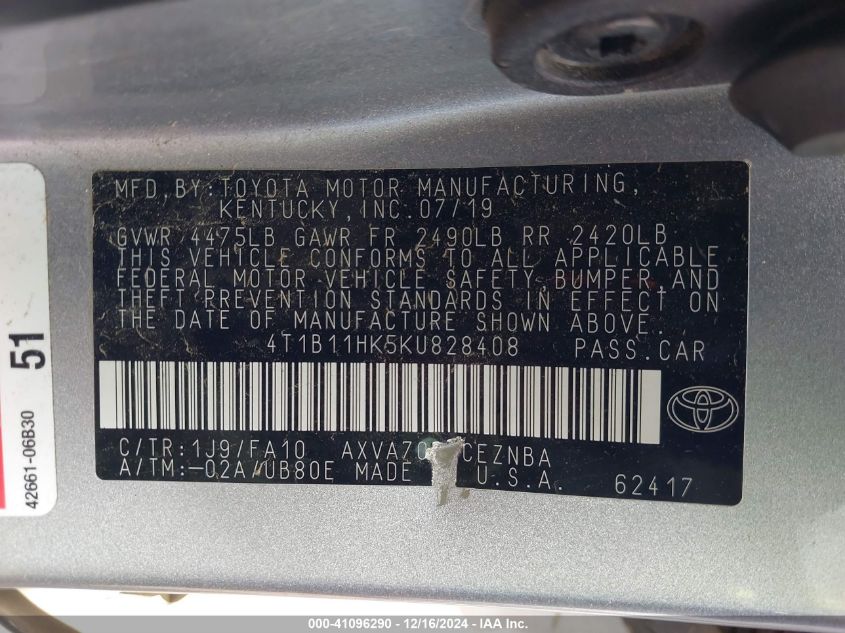 MFD.BY:TOYOTA MOTOR MANUFACTURING,
KENTUCKY,INC.07/19
GVWR 4475LB GAWR FR 2490LB RR 2420LB
THIS VEHICLE CONFORMS TO ALL APPLICABLE
FEDERAL MOTOR VEHICLE SAFETY,BUMPER,AND
THEFT PREVENTION STANDARDS IN EFFECT ON
THE DATE OF MANUFACTURE SHOWN ABOVE.
4T1B11HK5KU828408 PASS.CAR
C/TR:1J9/FA10 AXVA70 CEZNBA
A/TM:-02A/UB80E MADE U.S.A. 62417
51
42661-06B30
000-41096290 - 12/16/2024 - IAA Inc.